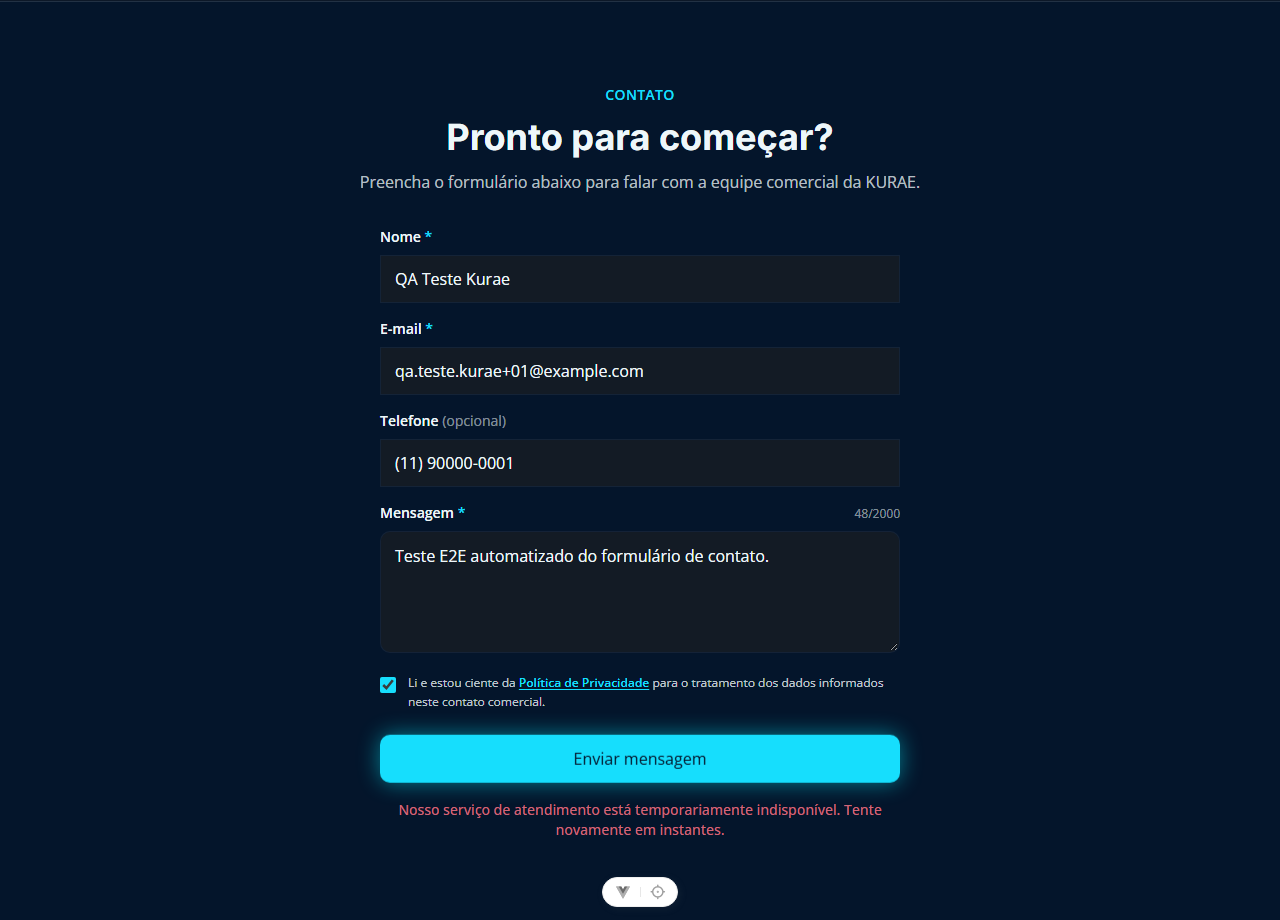 CONTATO
Pronto para começar?
Preencha o formulário abaixo para falar com a equipe comercial da KURAE.
Nome *
QA Teste Kurae
E-mail *
qa.teste.kurae+01@example.com
Telefone (opcional)
(11) 90000-0001
Mensagem * 48/2000
Teste E2E automatizado do formulário de contato.
Li e estou ciente da Política de Privacidade para o tratamento dos dados informados
neste contato comercial.
Enviar mensagem
Nosso serviço de atendimento está temporariamente indisponível. Tente
novamente em instantes.